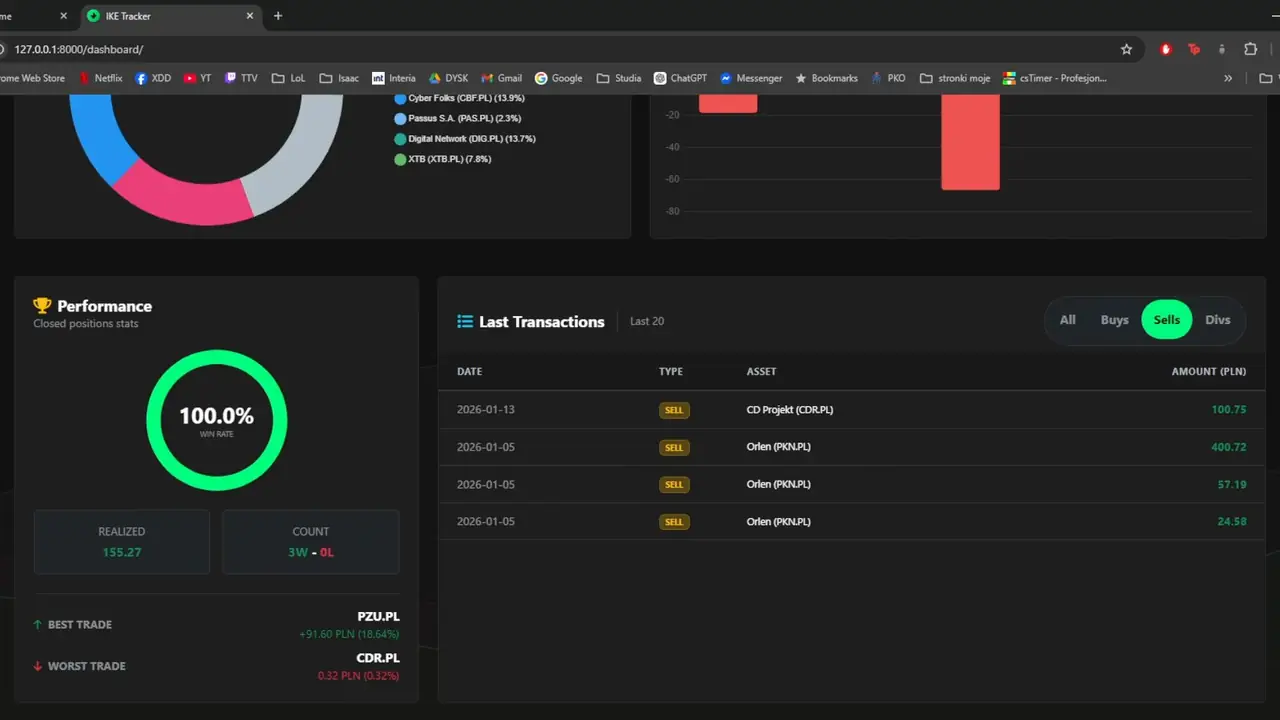 me
IKE Tracker
127.0.0.1:8000/dashboard/
ome Web Store Netflix XDD YT TTV LoL Isaac int Interia DYSK Gmail Google Studia ChatGPT Messenger Bookmarks PKO stronki moje csTimer - Profesjon... »
Cyber Folks (CBF.PL) (13.9%)
Passus S.A. (PAS.PL) (2.3%)
Digital Network (DIG.PL) (13.7%)
XTB (XTB.PL) (7.8%)
-20
-40
-60
-80
Performance
Closed positions stats
100.0%
WIN RATE
REALIZED
155.27
COUNT
3W - 0L
BEST TRADE
PZU.PL
+91.60 PLN (18.64%)
WORST TRADE
CDR.PL
0.32 PLN (0.32%)
Last Transactions Last 20
All Buys Sells Divs
DATE TYPE ASSET AMOUNT (PLN)
2026-01-13 SELL CD Projekt (CDR.PL) 100.75
2026-01-05 SELL Orlen (PKN.PL) 400.72
2026-01-05 SELL Orlen (PKN.PL) 57.19
2026-01-05 SELL Orlen (PKN.PL) 24.58